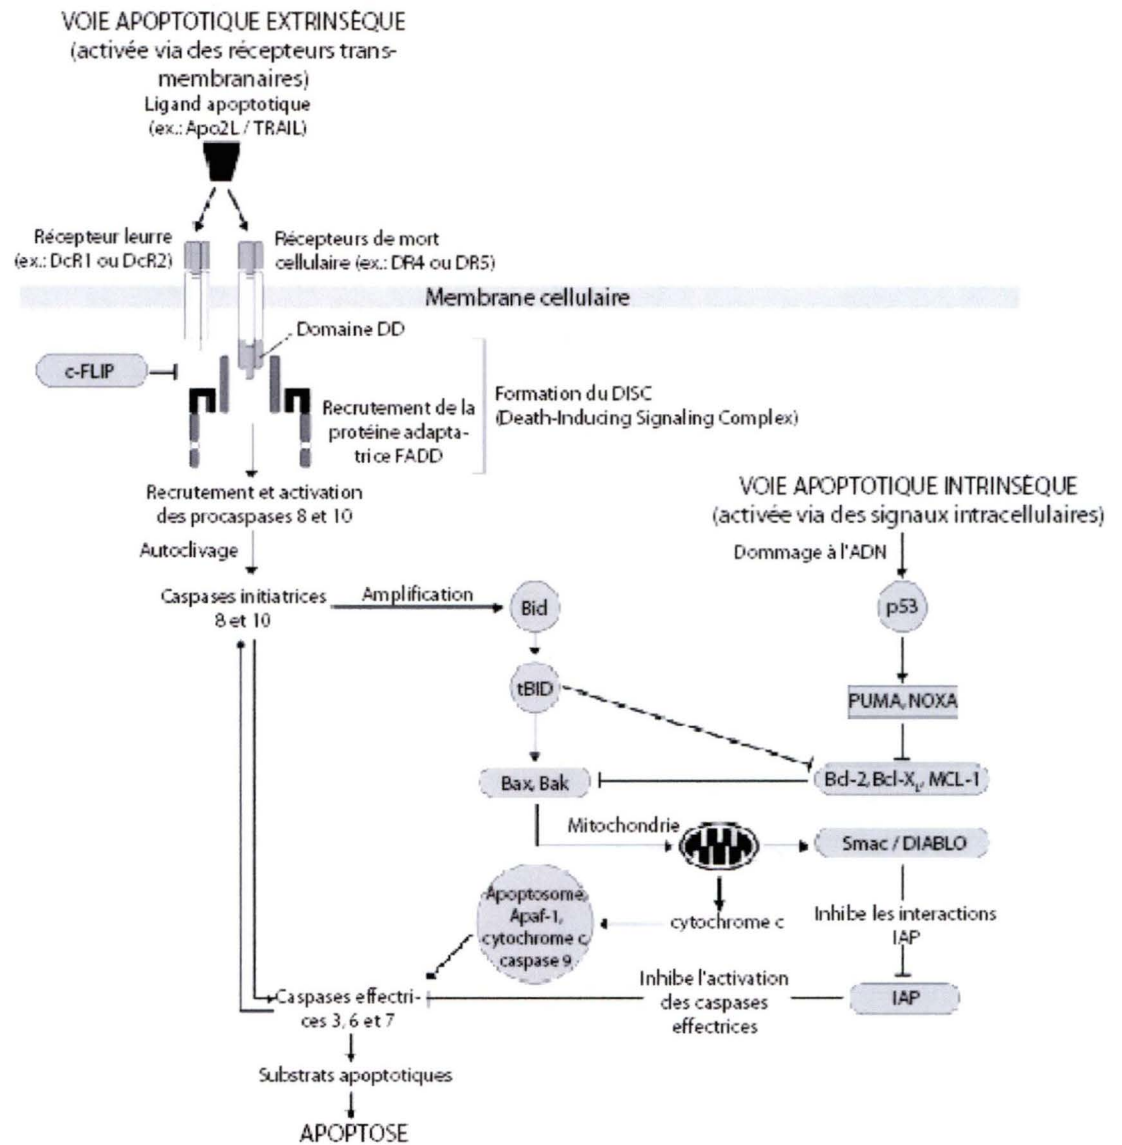 VOIE APOPTOTIQUE EXTRINSÈQUE
(activée via des récepteurs trans-
membranaires)
Ligand apoptotique
(ex.: Apo2L / TRAIL)
Récepteur leurre
(ex.: DcR1 ou DcR2)
Récepteurs de mort
cellulaire (ex.: DR4 ou DR5)
Membrane cellulaire
Domaine DD
c-FLIP
Recrutement de la
protéine adapta-
trice FADD
Formation du DISC
(Death-Inducing Signaling Complex)
Recrutement et activation
des procaspases 8 et 10
Autoclivage
Caspases initiatrices
8 et 10
Amplification
Bid
tBID
Bax, Bak
VOIE APOPTOTIQUE INTRINSÈQUE
(activée via des signaux intracellulaires)
Dommage à l'ADN
p53
PUMA, NOXA
Bcl-2, Bcl-XL, MCL-1
Mitochondrie
Smac / DIABLO
cytochrome c
Apoptosome,
Apaf-1,
cytochrome c,
caspase 9
Inhibe les interactions
IAP
IAP
Inhibe l'activation
des caspases
effectrices
Caspases effectri-
ces 3, 6 et 7
Substrats apoptotiques
APOPTOSE